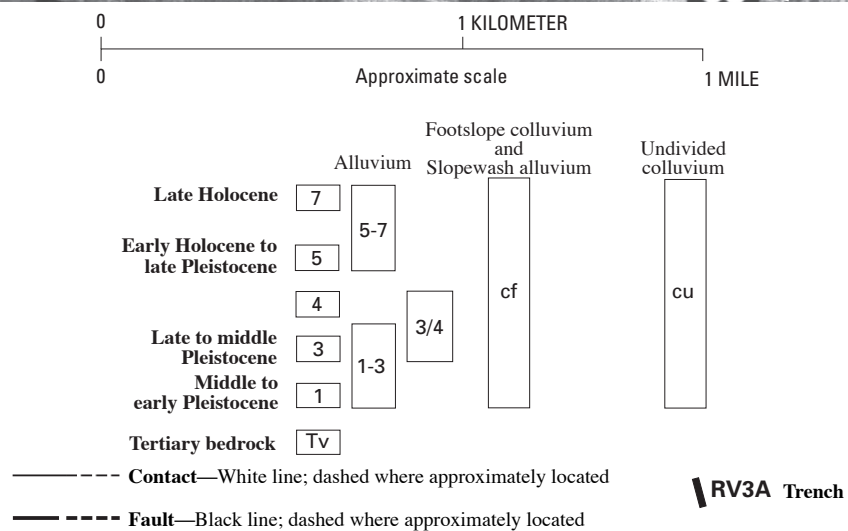 0 1 KILOMETER
0 Approximate scale 1 MILE
Alluvium
Footslope colluvium
and
Slopewash alluvium
Undivided
colluvium
Late Holocene 7
5-7
Early Holocene to
late Pleistocene 5
4
3/4
cf
cu
Late to middle
Pleistocene 3
1-3
Middle to
early Pleistocene 1
Tertiary bedrock Tv
Contact—White line; dashed where approximately located
RV3A Trench
Fault—Black line; dashed where approximately located